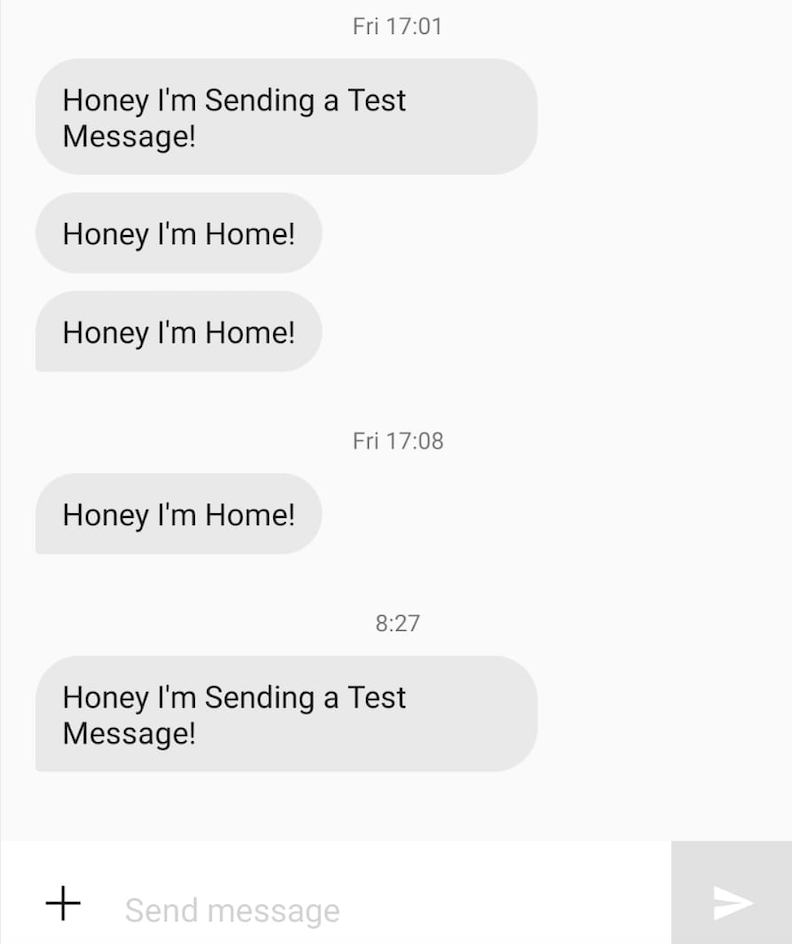 Fri 17:01
Honey I'm Sending a Test
Message!
Honey I'm Home!
Honey I'm Home!
Fri 17:08
Honey I'm Home!
8:27
Honey I'm Sending a Test
Message!
Send message